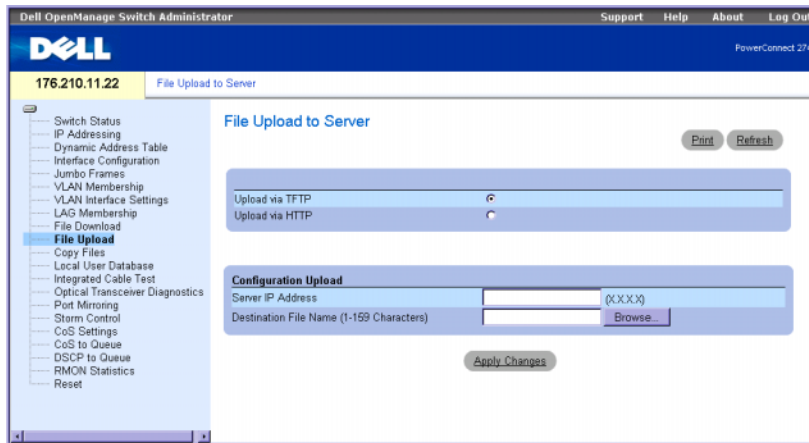 Dell OpenManage Switch Administrator
Support Help About Log Out
DELL
PowerConnect 274
176.210.11.22
File Upload to Server
Switch Status
IP Addressing
Dynamic Address Table
Interface Configuration
Jumbo Frames
VLAN Membership
VLAN Interface Settings
LAG Membership
File Download
File Upload
Copy Files
Local User Database
Integrated Cable Test
Optical Transceiver Diagnostics
Port Mirroring
Storm Control
CoS Settings
CoS to Queue
DSCP to Queue
RMON Statistics
Reset
File Upload to Server
Print Refresh
Upload via TFTP
Upload via HTTP
Configuration Upload
Server IP Address (X.X.X.X)
Destination File Name (1-159 Characters) Browse...
Apply Changes